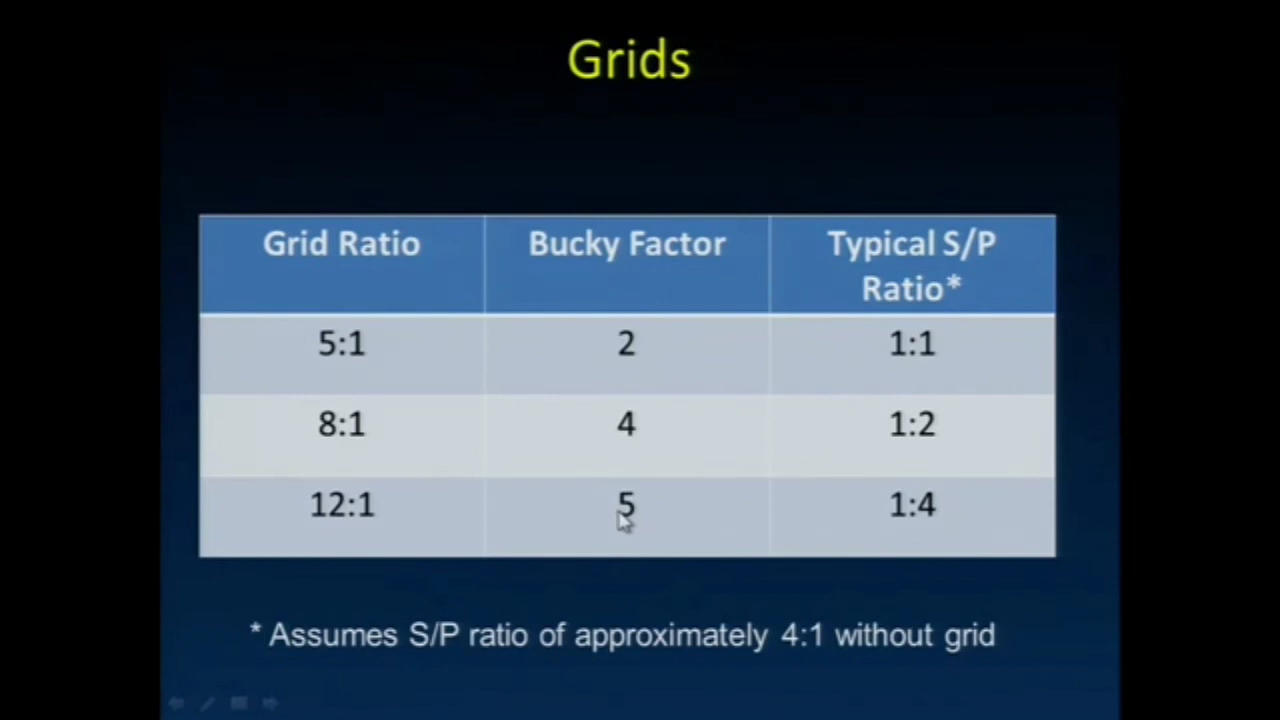 Grids
Grid Ratio
Bucky Factor
Typical S/P
Ratio*
5:1
2
1:1
8:1
4
1:2
12:1
5
1:4
* Assumes S/P ratio of approximately 4:1 without grid